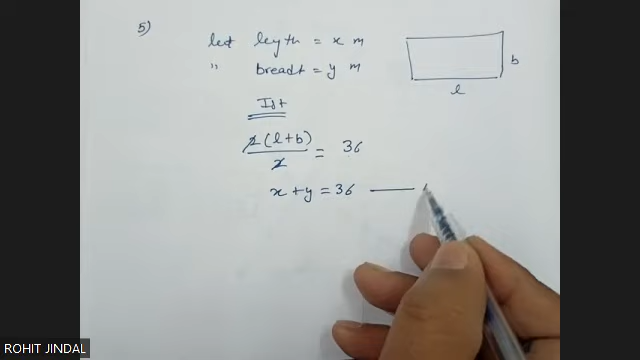 5)
let length = x m
" breadt = y m
b
l
Ist
2(l+b)/2 = 36
x + y = 36
ROHIT JINDAL